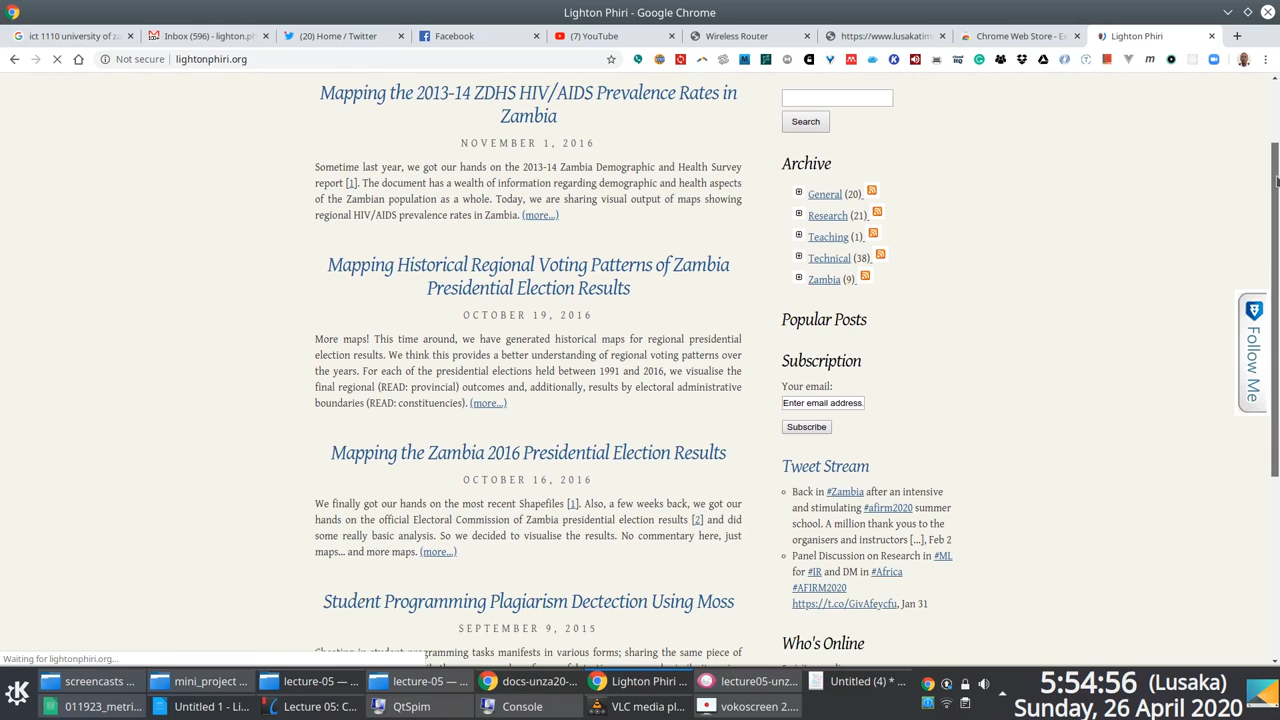 Lighton Phiri - Google Chrome
ict 1110 university of za
Inbox (596) - lighton.ph
(20) Home / Twitter
Facebook
(7) YouTube
Wireless Router
https://www.lusakatim
Chrome Web Store - Ex
Lighton Phiri
Not secure
lightonphiri.org
Mapping the 2013-14 ZDHS HIV/AIDS Prevalence Rates in
Zambia
NOVEMBER 1, 2016
Sometime last year, we got our hands on the 2013-14 Zambia Demographic and Health Survey
report [1]. The document has a wealth of information regarding demographic and health aspects
of the Zambian population as a whole. Today, we are sharing visual output of maps showing
regional HIV/AIDS prevalence rates in Zambia. (more...)
Mapping Historical Regional Voting Patterns of Zambia
Presidential Election Results
OCTOBER 19, 2016
More maps! This time around, we have generated historical maps for regional presidential
election results. We think this provides a better understanding of regional voting patterns over
the years. For each of the presidential elections held between 1991 and 2016, we visualise the
final regional (READ: provincial) outcomes and, additionally, results by electoral administrative
boundaries (READ: constituencies). (more...)
Mapping the Zambia 2016 Presidential Election Results
OCTOBER 16, 2016
We finally got our hands on the most recent Shapefiles [1]. Also, a few weeks back, we got our
hands on the official Electoral Commission of Zambia presidential election results [2] and did
some really basic analysis. So we decided to visualise the results. No commentary here, just
maps... and more maps. (more...)
Student Programming Plagiarism Dectection Using Moss
SEPTEMBER 9, 2015
Cheating in student programming tasks manifests in various forms; sharing the same piece of
Search
Archive
General (20)
Research (21)
Teaching (1)
Technical (38)
Zambia (9)
Popular Posts
Subscription
Your email:
Enter email address.
Subscribe
Tweet Stream
Back in #Zambia after an intensive
and stimulating #afirm2020 summer
school. A million thank yous to the
organisers and instructors [...], Feb 2
Panel Discussion on Research in #ML
for #IR and DM in #Africa
#AFIRM2020
https://t.co/GivAfeycfu, Jan 31
Who's Online
Follow Me
Waiting for lightonphiri.org...
screencasts
mini_project ...
lecture-05 — ...
lecture-05 — ...
docs-unza20-...
Lighton Phiri ...
lecture05-unz...
Untitled (4) * ...
011923_metri...
Untitled 1 - Li...
Lecture 05: C...
QtSpim
Console
VLC media pl...
vokoscreen 2....
5:54:56 (Lusaka)
Sunday, 26 April 2020